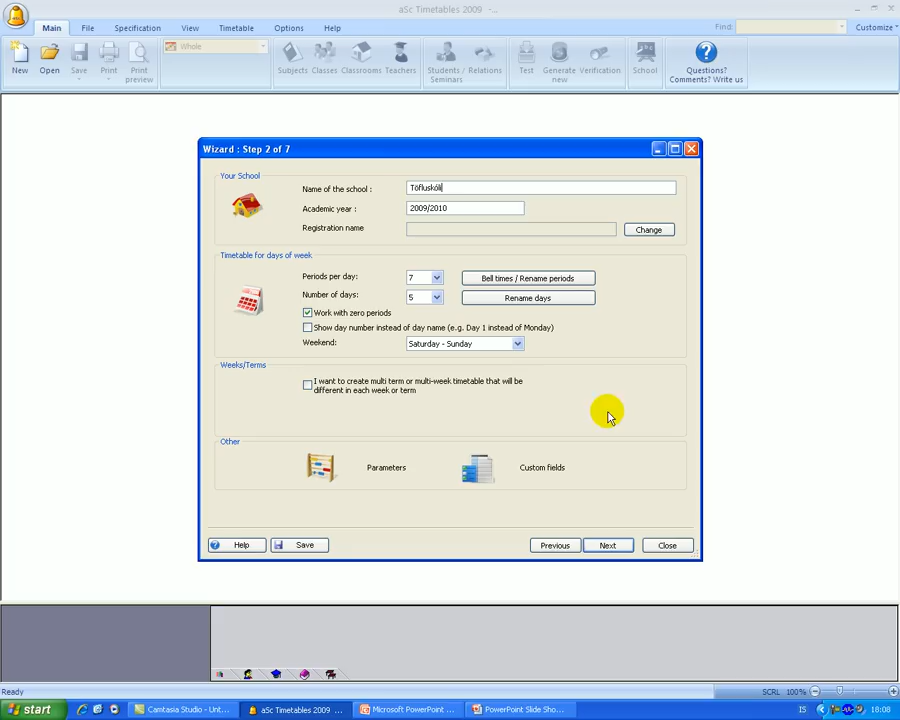 aSc Timetables 2009 -...
Main File Specification View Timetable Options Help Find: Customize
New Open Save Print Print preview Whole Subjects Classes Classrooms Teachers Students / Seminars Relations Test Generate new Verification School Questions? Comments? Write us
Wizard : Step 2 of 7
Your School
Name of the school : Töfluskóli
Academic year : 2009/2010
Registration name Change
Timetable for days of week
Periods per day: 7 Bell times / Rename periods
Number of days: 5 Rename days
Work with zero periods
Show day number instead of day name (e.g. Day 1 instead of Monday)
Weekend: Saturday - Sunday
Weeks/Terms
I want to create multi term or multi-week timetable that will be
different in each week or term
Other
Parameters Custom fields
Help Save Previous Next Close
Ready SCRL 100%
start Camtasia Studio - Unt... aSc Timetables 2009 ... Microsoft PowerPoint ... PowerPoint Slide Sho... IS 18:08